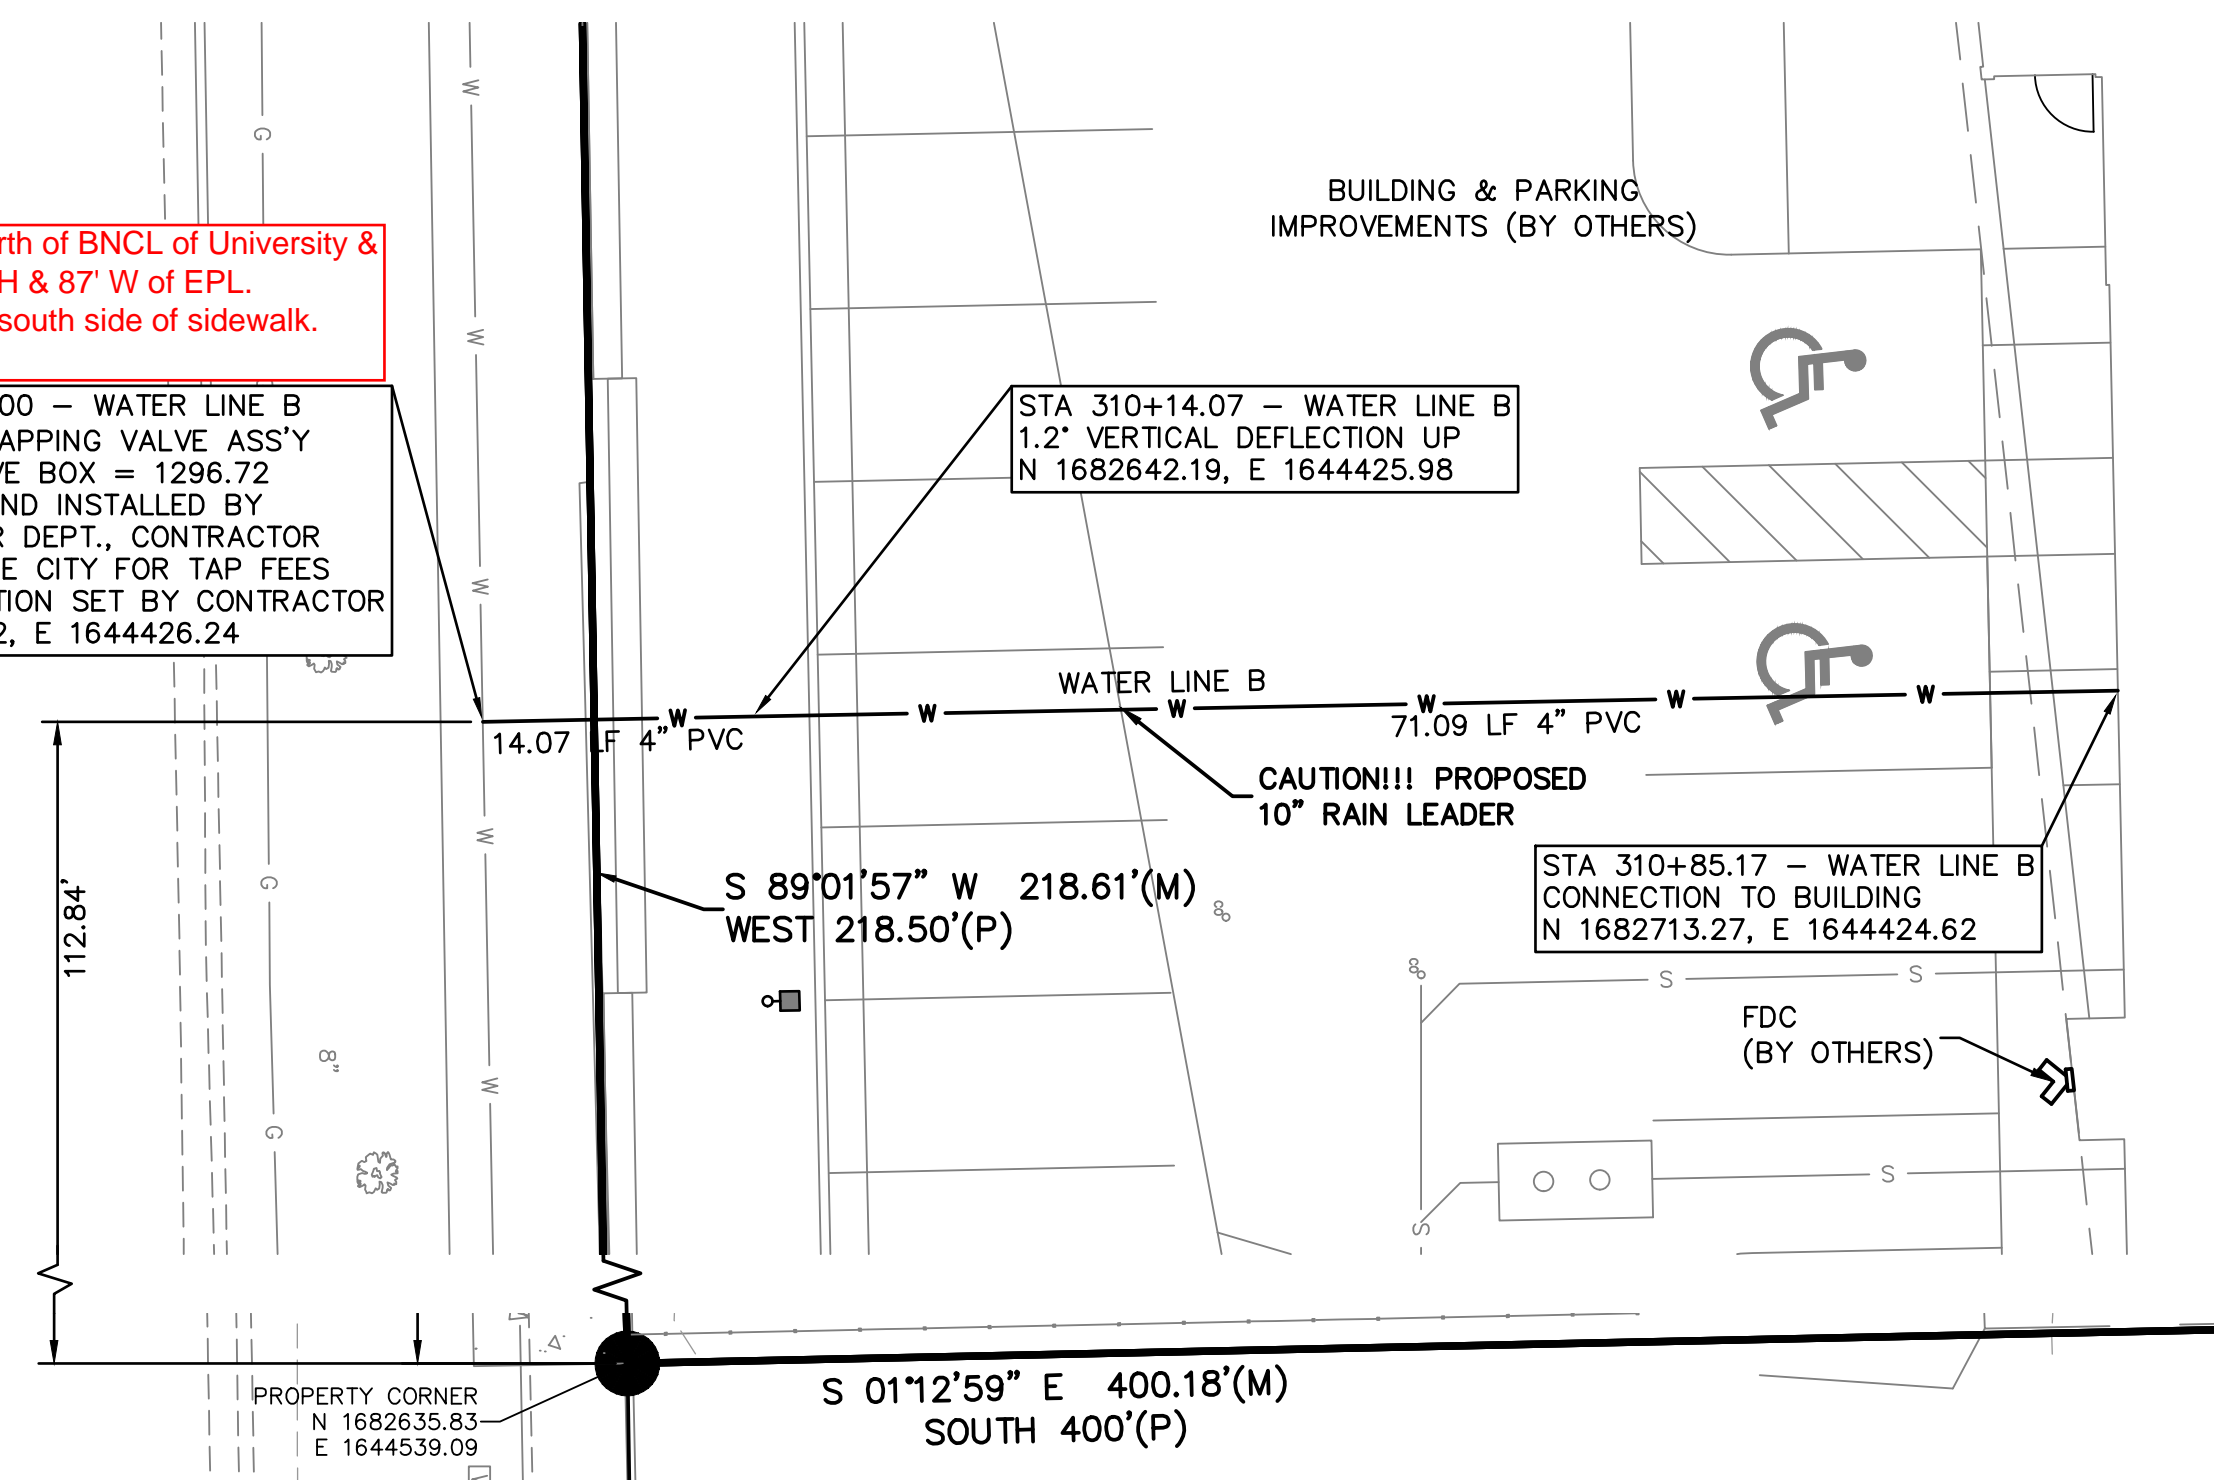 rth of BNCL of University &
H & 87' W of EPL.
south side of sidewalk.
00 – WATER LINE B
APPING VALVE ASS'Y
VE BOX = 1296.72
ND INSTALLED BY
R DEPT., CONTRACTOR
E CITY FOR TAP FEES
TION SET BY CONTRACTOR
2, E 1644426.24
BUILDING & PARKING
IMPROVEMENTS (BY OTHERS)
STA 310+14.07 – WATER LINE B
1.2° VERTICAL DEFLECTION UP
N 1682642.19, E 1644425.98
WATER LINE B
14.07 LF 4" PVC
71.09 LF 4" PVC
CAUTION!!! PROPOSED
10" RAIN LEADER
STA 310+85.17 – WATER LINE B
CONNECTION TO BUILDING
N 1682713.27, E 1644424.62
S 89°01'57" W 218.61'(M)
WEST 218.50'(P)
112.84'
8"
FDC
(BY OTHERS)
PROPERTY CORNER
N 1682635.83
E 1644539.09
S 01°12'59" E 400.18'(M)
SOUTH 400'(P)
G
G
G
W
W
W
W
W
W
W
W
W
W
W
S
S
S
S